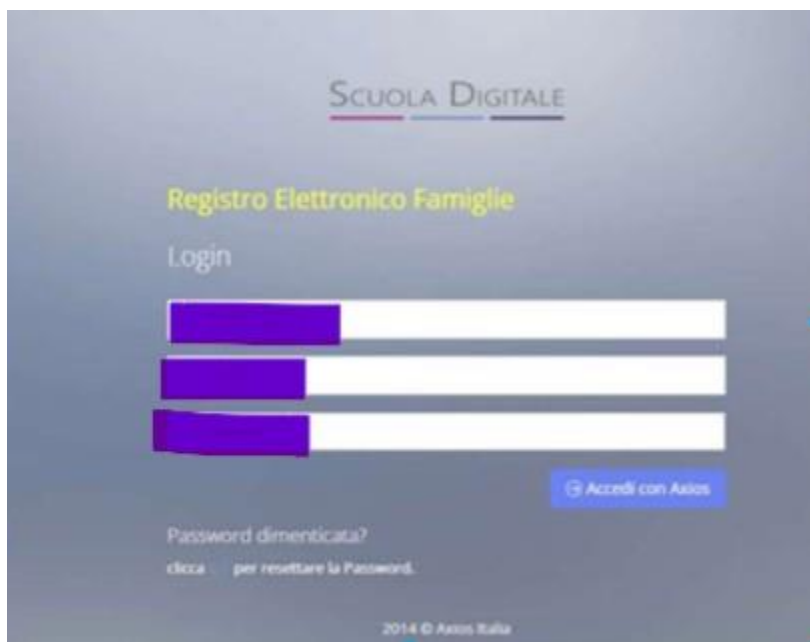 SCUOLA DIGITALE
Registro Elettronico Famiglie
Login
Accedi con Axios
Password dimenticata?
clicca per resettare la Password.
2014 © Axios Italia